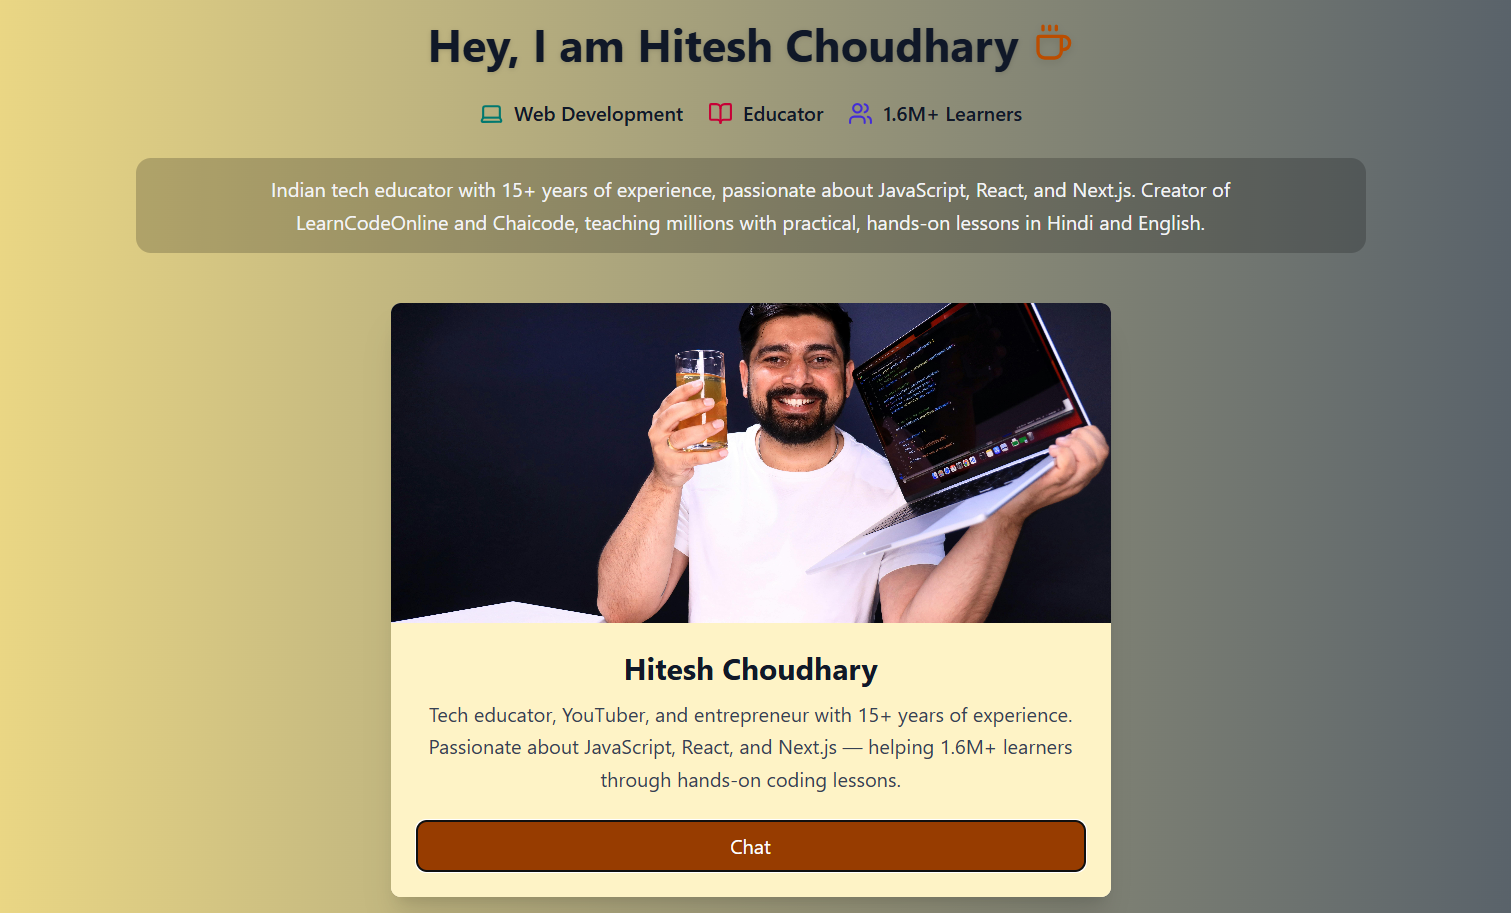 Hey, I am Hitesh Choudhary
Web Development
Educator
1.6M+ Learners
Indian tech educator with 15+ years of experience, passionate about JavaScript, React, and Next.js. Creator of
LearnCodeOnline and Chaicode, teaching millions with practical, hands-on lessons in Hindi and English.
Hitesh Choudhary
Tech educator, YouTuber, and entrepreneur with 15+ years of experience.
Passionate about JavaScript, React, and Next.js — helping 1.6M+ learners
through hands-on coding lessons.
Chat